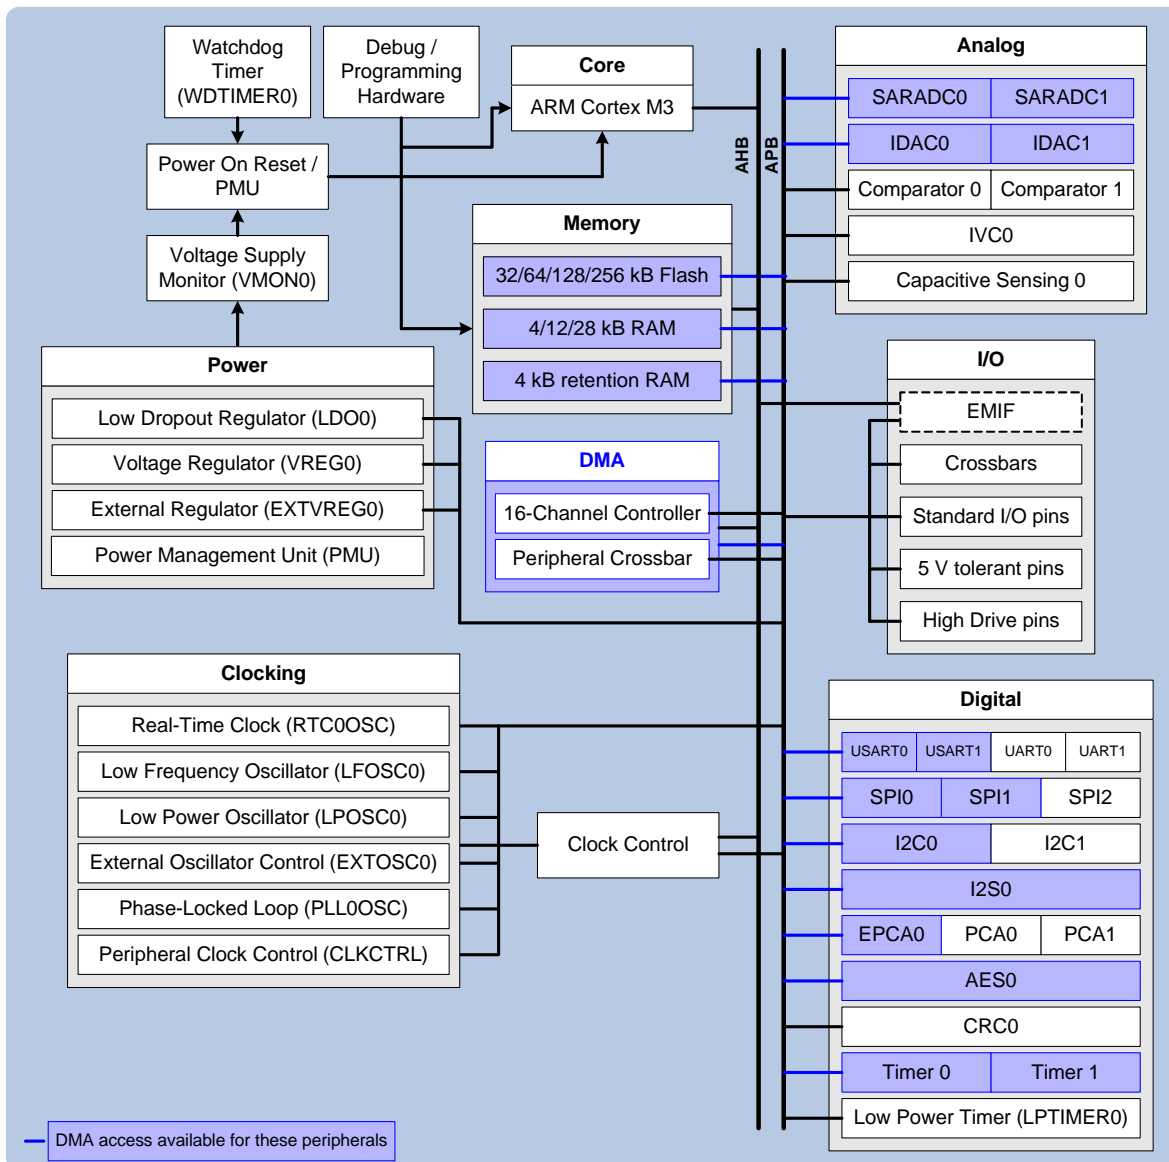 Watchdog
Timer
(WDTIMER0)
Debug /
Programming
Hardware
Core
ARM Cortex M3
Power On Reset /
PMU
Voltage Supply
Monitor (VMON0)
AHB
APB
Analog
SARADC0
SARADC1
IDAC0
IDAC1
Comparator 0
Comparator 1
IVC0
Capacitive Sensing 0
Memory
32/64/128/256 kB Flash
4/12/28 kB RAM
4 kB retention RAM
Power
Low Dropout Regulator (LDO0)
Voltage Regulator (VREG0)
External Regulator (EXTVREG0)
Power Management Unit (PMU)
DMA
16-Channel Controller
Peripheral Crossbar
I/O
EMIF
Crossbars
Standard I/O pins
5 V tolerant pins
High Drive pins
Clocking
Real-Time Clock (RTC0OSC)
Low Frequency Oscillator (LFOSC0)
Low Power Oscillator (LPOSC0)
External Oscillator Control (EXTOSC0)
Phase-Locked Loop (PLL0OSC)
Peripheral Clock Control (CLKCTRL)
Clock Control
Digital
USART0
USART1
UART0
UART1
SPI0
SPI1
SPI2
I2C0
I2C1
I2S0
EPCA0
PCA0
PCA1
AES0
CRC0
Timer 0
Timer 1
Low Power Timer (LPTIMER0)
DMA access available for these peripherals